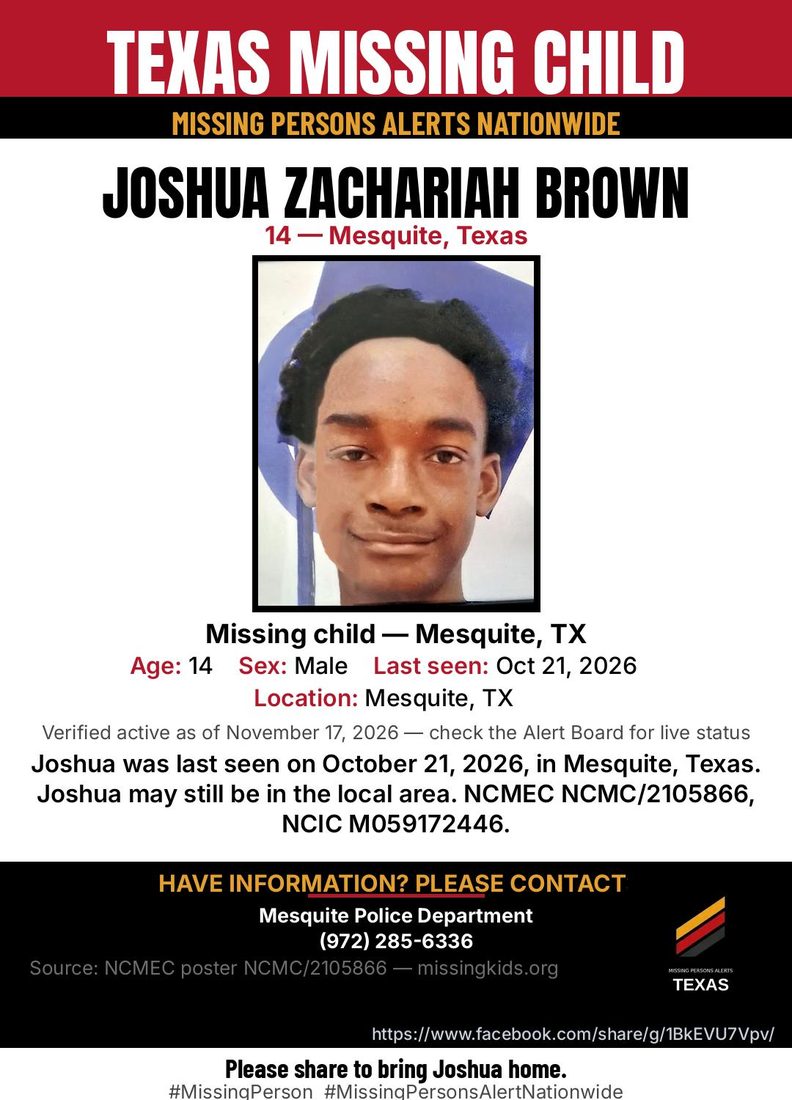 TEXAS MISSING CHILD
MISSING PERSONS ALERTS NATIONWIDE
JOSHUA ZACHARIAH BROWN
14 — Mesquite, Texas
Missing child — Mesquite, TX
Age: 14 Sex: Male Last seen: Oct 21, 2026
Location: Mesquite, TX
Verified active as of November 17, 2026 — check the Alert Board for live status
Joshua was last seen on October 21, 2026, in Mesquite, Texas.
Joshua may still be in the local area. NCMEC NCMC/2105866,
NCIC M059172446.
HAVE INFORMATION? PLEASE CONTACT
Mesquite Police Department
(972) 285-6336
Source: NCMEC poster NCMC/2105866 — missingkids.org
MISSING PERSONS ALERTS
TEXAS
https://www.facebook.com/share/g/1BkEVU7Vpv/
Please share to bring Joshua home.
#MissingPerson #MissingPersonsAlertNationwide